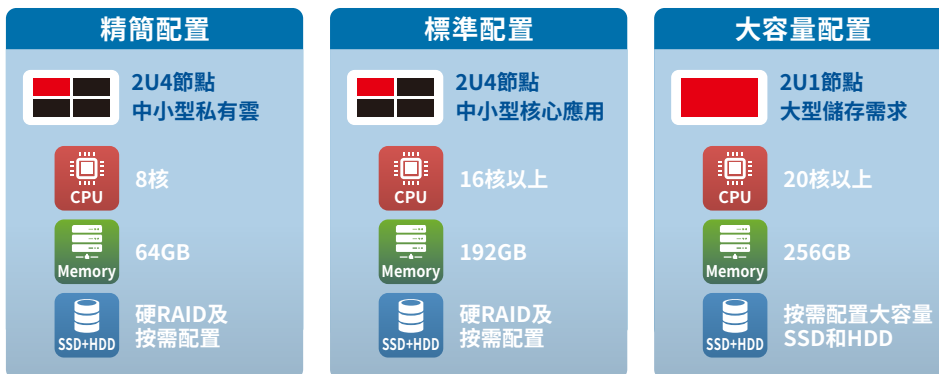 精簡配置
2U4節點
中小型私有雲
CPU
8核
Memory
64GB
SSD+HDD
硬RAID及
按需配置
標準配置
2U4節點
中小型核心應用
CPU
16核以上
Memory
192GB
SSD+HDD
硬RAID及
按需配置
大容量配置
2U1節點
大型儲存需求
CPU
20核以上
Memory
256GB
SSD+HDD
按需配置大容量
SSD和HDD